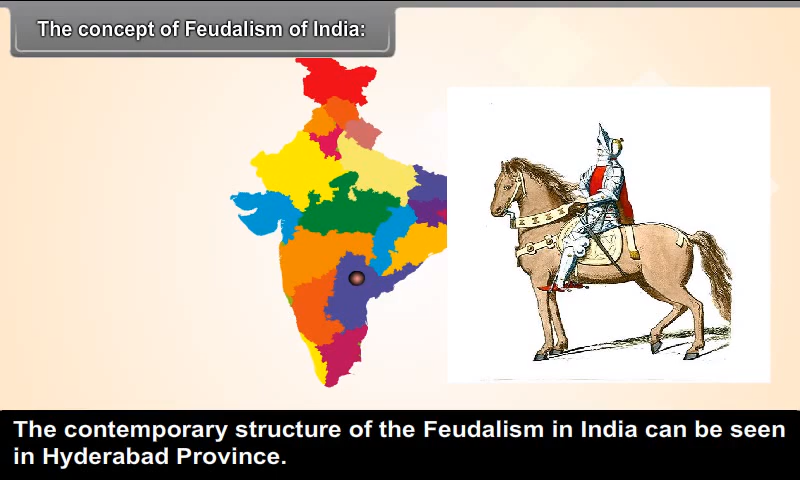 The concept of Feudalism of India:
The contemporary structure of the Feudalism in India can be seen
in Hyderabad Province.